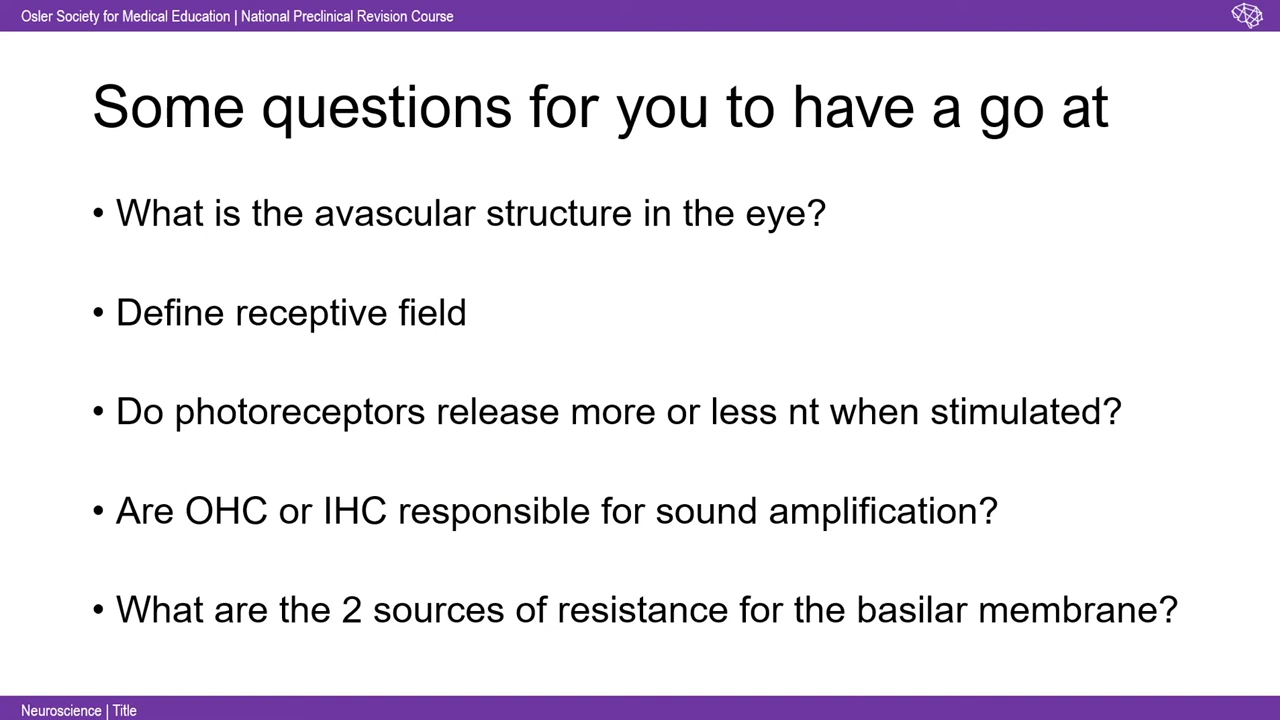 Osler Society for Medical Education | National Preclinical Revision Course
Some questions for you to have a go at
• What is the avascular structure in the eye?
• Define receptive field
• Do photoreceptors release more or less nt when stimulated?
• Are OHC or IHC responsible for sound amplification?
• What are the 2 sources of resistance for the basilar membrane?
Neuroscience | Title